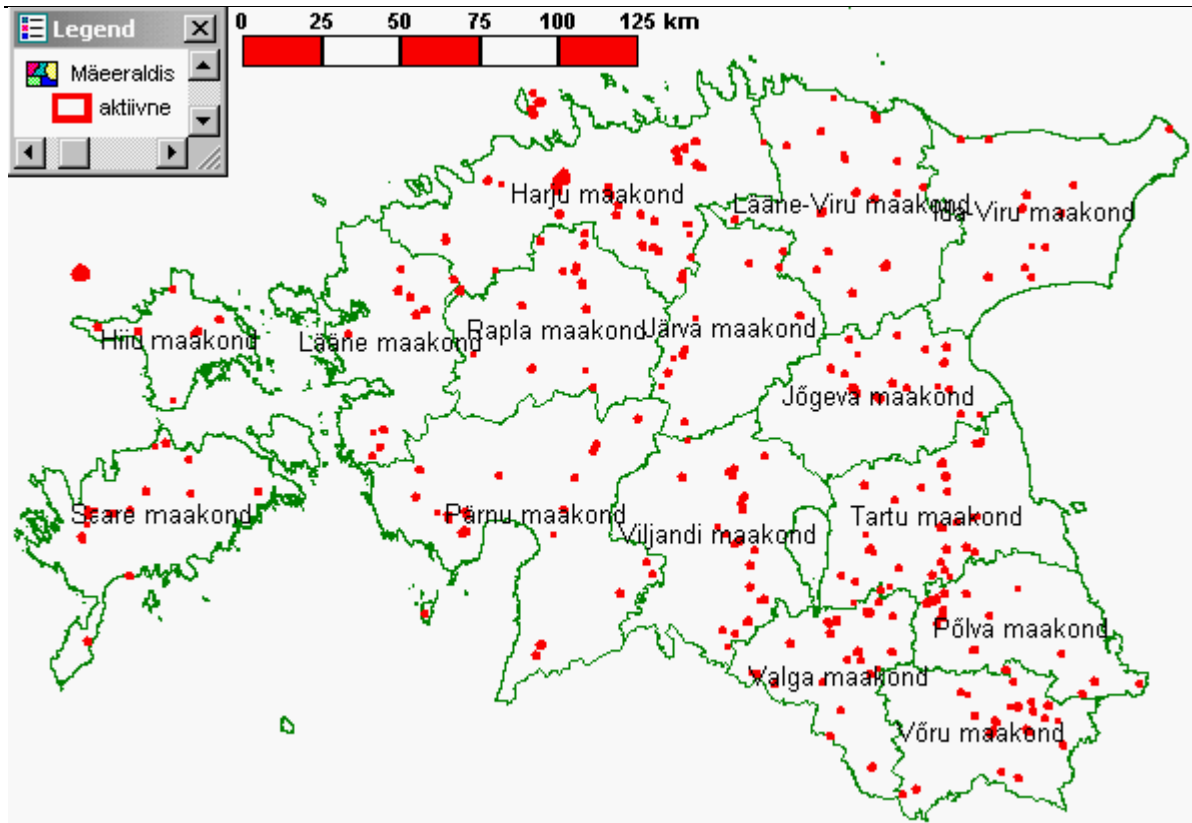 Legend
Mäeeraldis
aktiivne
0 25 50 75 100 125 km
Harju maakond
Lääne-Viru maakond
Ida-Viru maakond
Hiiu maakond
Lääne maakond
Rapla maakond
Järva maakond
Jõgeva maakond
Saare maakond
Pärnu maakond
Viljandi maakond
Tartu maakond
Põlva maakond
Valga maakond
Võru maakond